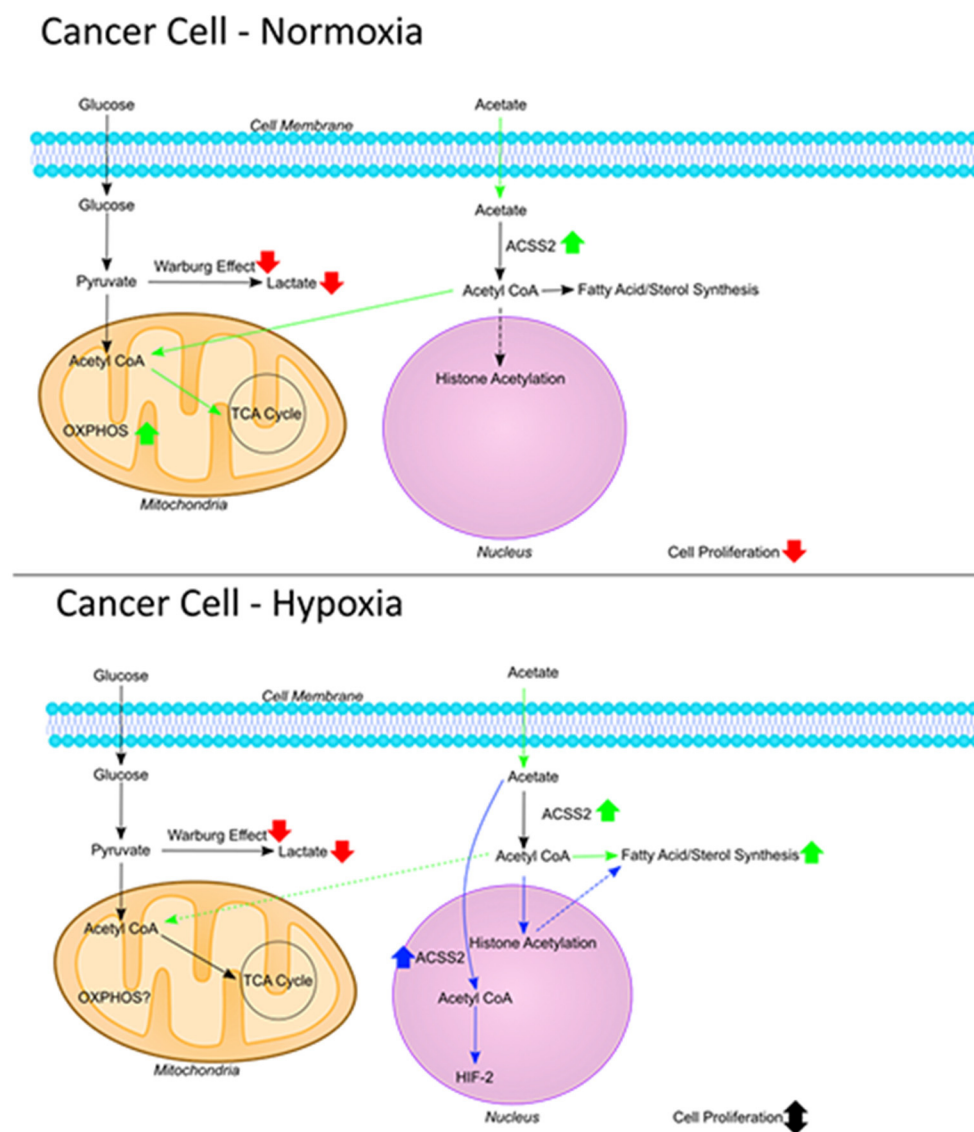 Cancer Cell - Normoxia
Glucose
Acetate
Cell Membrane
Glucose
Acetate
ACSS2
Warburg Effect
Pyruvate
Lactate
Acetyl CoA
Fatty Acid/Sterol Synthesis
Acetyl CoA
Histone Acetylation
TCA Cycle
OXPHOS
Mitochondria
Nucleus
Cell Proliferation
Cancer Cell - Hypoxia
Glucose
Acetate
Cell Membrane
Glucose
Acetate
ACSS2
Warburg Effect
Pyruvate
Lactate
Acetyl CoA
Fatty Acid/Sterol Synthesis
Acetyl CoA
Histone Acetylation
ACSS2
TCA Cycle
OXPHOS?
Acetyl CoA
Mitochondria
HIF-2
Nucleus
Cell Proliferation